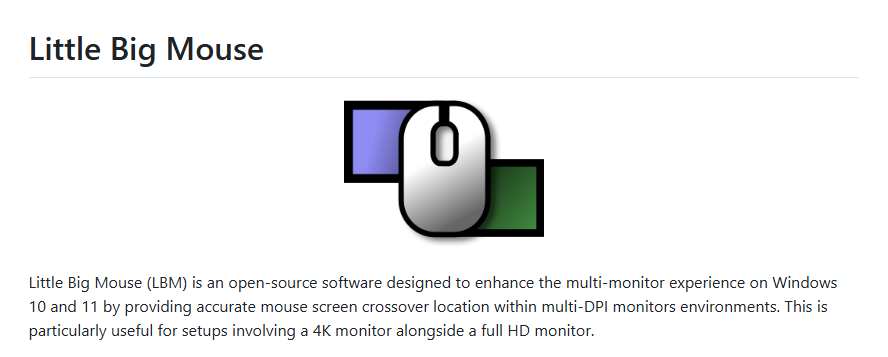 Little Big Mouse
Little Big Mouse (LBM) is an open-source software designed to enhance the multi-monitor experience on Windows
10 and 11 by providing accurate mouse screen crossover location within multi-DPI monitors environments. This is
particularly useful for setups involving a 4K monitor alongside a full HD monitor.